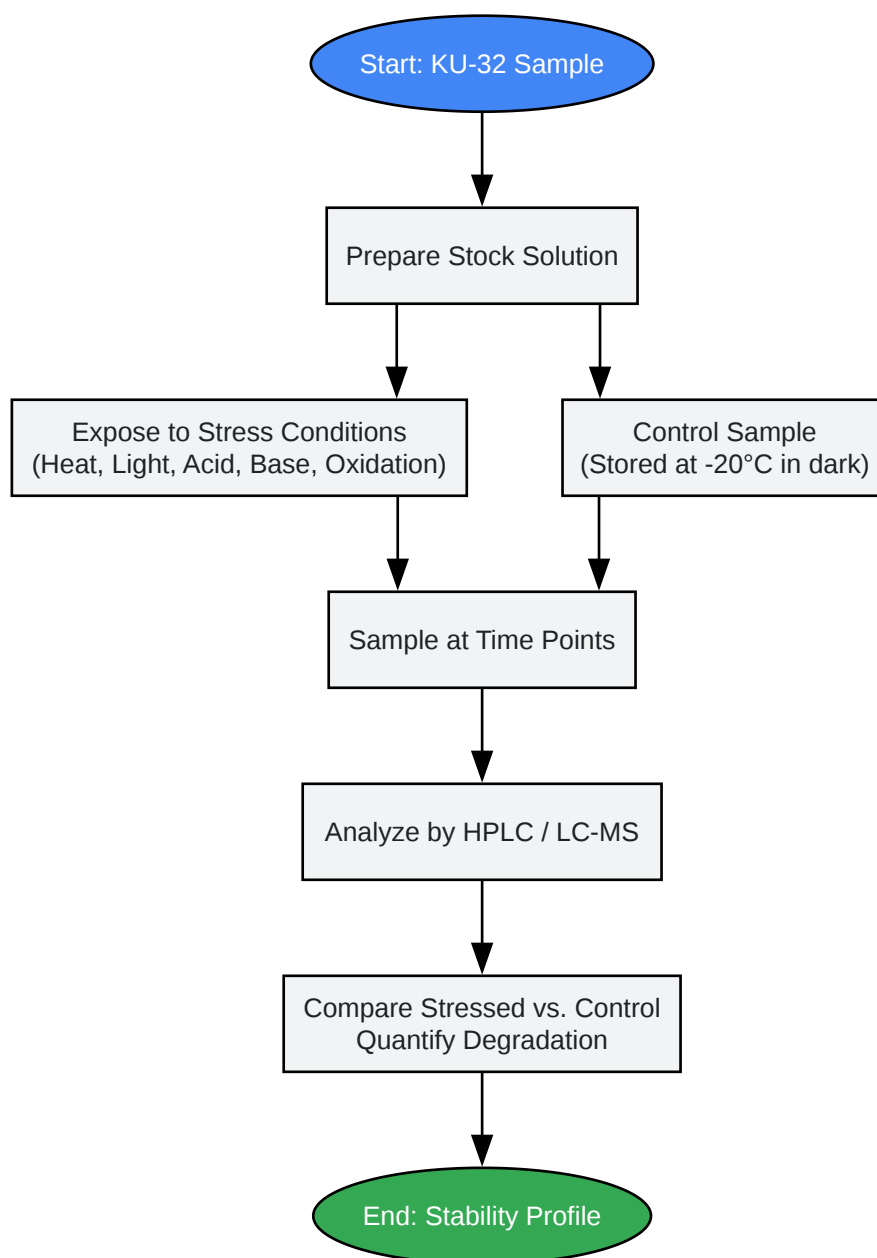 Start: KU-32 Sample
Prepare Stock Solution
Expose to Stress Conditions
(Heat, Light, Acid, Base, Oxidation)
Control Sample
(Stored at -20°C in dark)
Sample at Time Points
Analyze by HPLC / LC-MS
Compare Stressed vs. Control
Quantify Degradation
End: Stability Profile